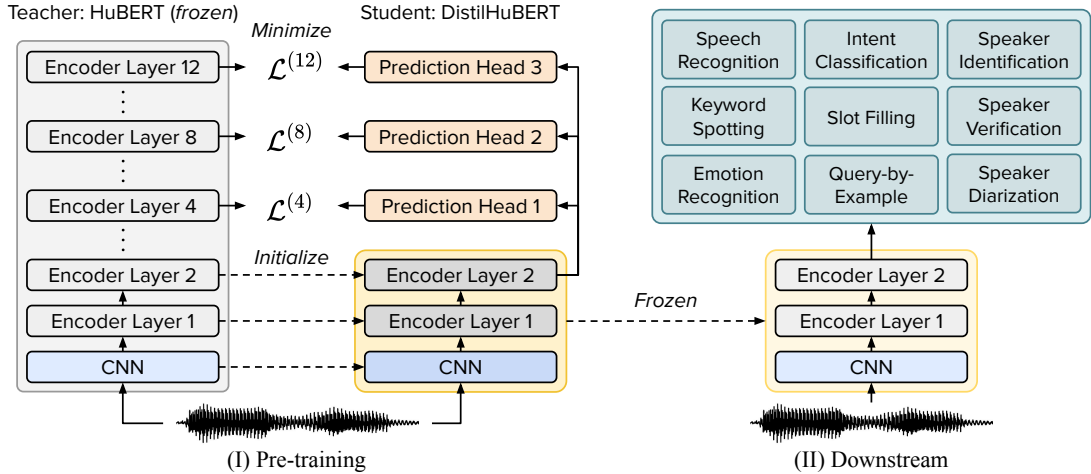 Teacher: HuBERT (frozen)
Minimize
Student: DistilHuBERT
Encoder Layer 12
ℒ(12)
Prediction Head 3
Encoder Layer 8
ℒ(8)
Prediction Head 2
Encoder Layer 4
ℒ(4)
Prediction Head 1
Encoder Layer 2
Initialize
Encoder Layer 2
Encoder Layer 1
Encoder Layer 1
CNN
CNN
(I) Pre-training
Frozen
Speech
Recognition
Intent
Classification
Speaker
Identification
Keyword
Spotting
Slot Filling
Speaker
Verification
Emotion
Recognition
Query-by-
Example
Speaker
Diarization
Encoder Layer 2
Encoder Layer 1
CNN
(II) Downstream